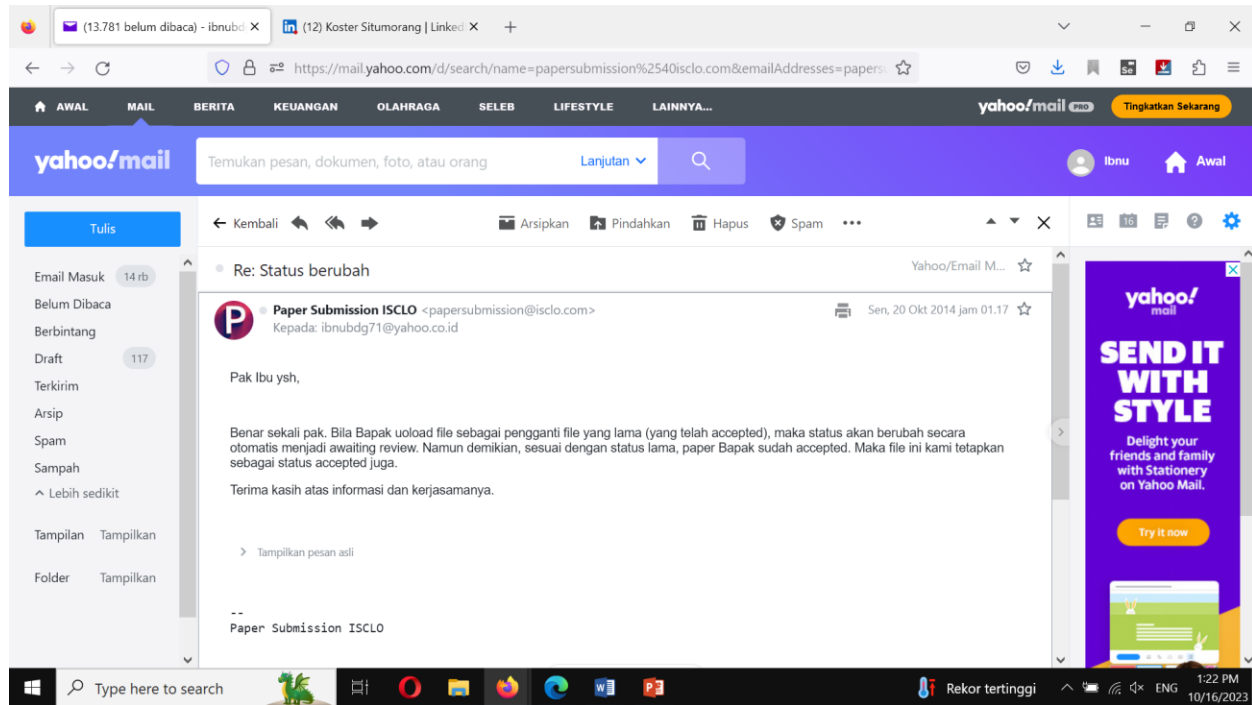 (13.781 belum dibaca) - ibnubd
(12) Koster Situmorang | Linked
https://mail.yahoo.com/d/search/name=papersubmission%2540isclo.com&emailAddresses=papers
AWAL MAIL BERITA KEUANGAN OLAHRAGA SELEB LIFESTYLE LAINNYA...
yahoo!mail PRO Tingkatkan Sekarang
yahoo!mail
Temukan pesan, dokumen, foto, atau orang Lanjutan
Ibnu Awal
Tulis
Kembali Arsipkan Pindahkan Hapus Spam
16
Email Masuk 14 rb
Belum Dibaca
Berbintang
Draft 117
Terkirim
Arsip
Spam
Sampah
Lebih sedikit
Tampilan Tampilkan
Folder Tampilkan
Re: Status berubah Yahoo/Email M...
P
Paper Submission ISCLO <papersubmission@isclo.com> Sen, 20 Okt 2014 jam 01.17
Kepada: ibnubdg71@yahoo.co.id
Pak Ibu ysh,
Benar sekali pak. Bila Bapak uoload file sebagai pengganti file yang lama (yang telah accepted), maka status akan berubah secara
otomatis menjadi awaiting review. Namun demikian, sesuai dengan status lama, paper Bapak sudah accepted. Maka file ini kami tetapkan
sebagai status accepted juga.
Terima kasih atas informasi dan kerjasamanya.
Tampilkan pesan asli
--
Paper Submission ISCLO
yahoo!
mail
SEND IT
WITH
STYLE
Delight your
friends and family
with Stationery
on Yahoo Mail.
Try it now
Type here to search
Rekor tertinggi
ENG
1:22 PM
10/16/2023